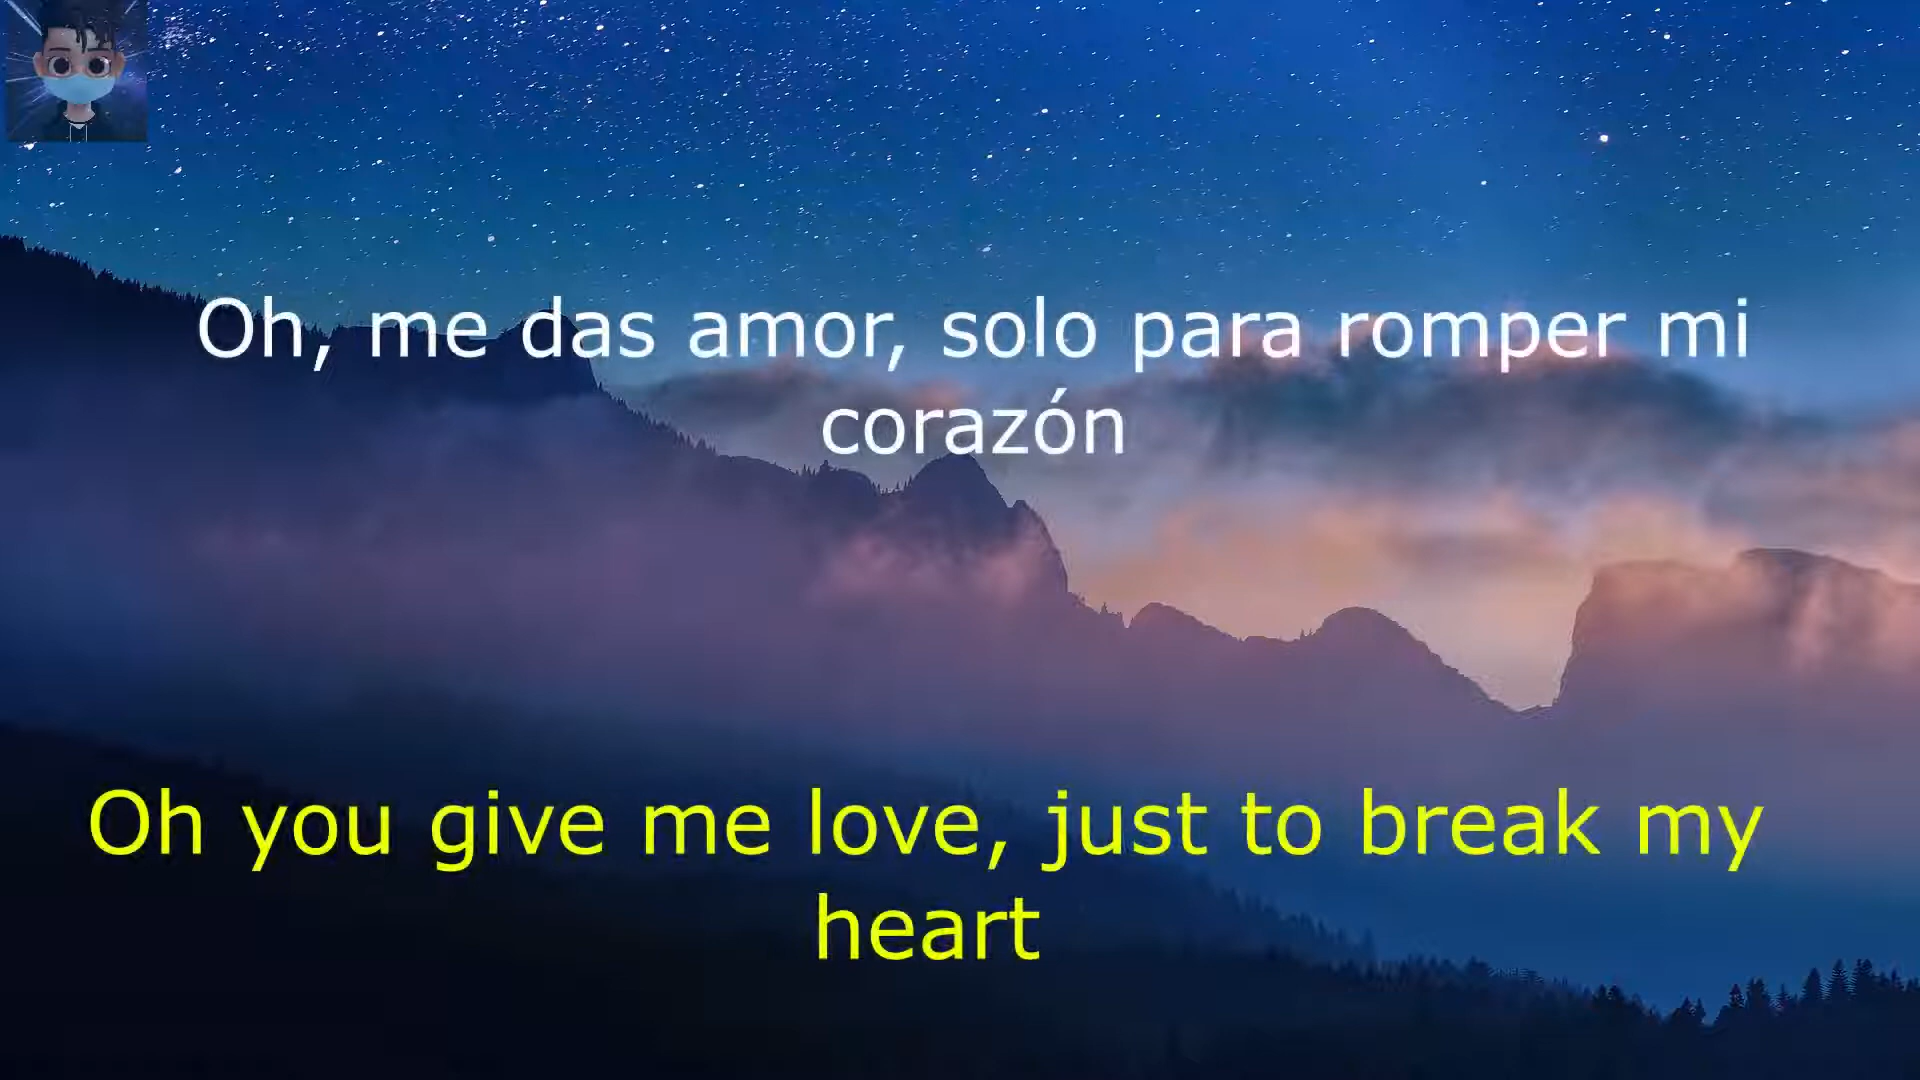 Oh, me das amor, solo para romper mi
corazón
Oh you give me love, just to break my
heart